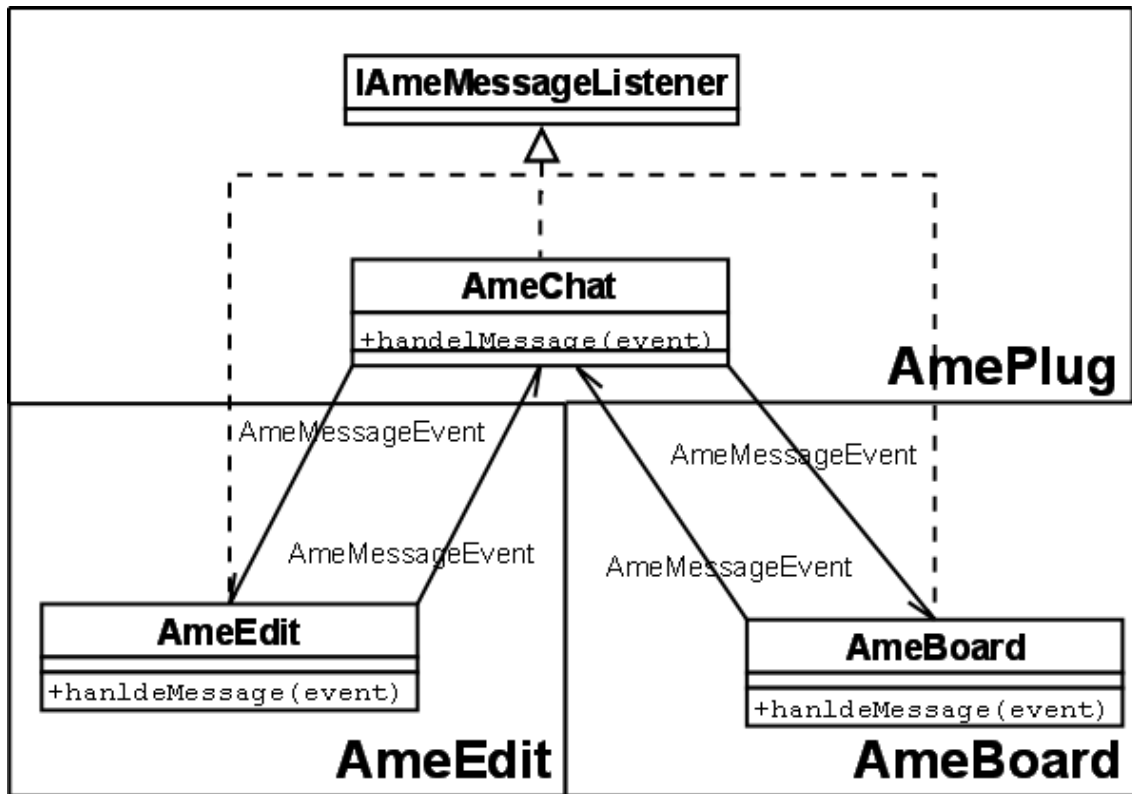 IAmeMessageListener
AmeChat
+handelMessage(event)
AmePlug
AmeMessageEvent
AmeMessageEvent
AmeMessageEvent
AmeMessageEvent
AmeEdit
+hanldeMessage(event)
AmeEdit
AmeBoard
+hanldeMessage(event)
AmeBoard